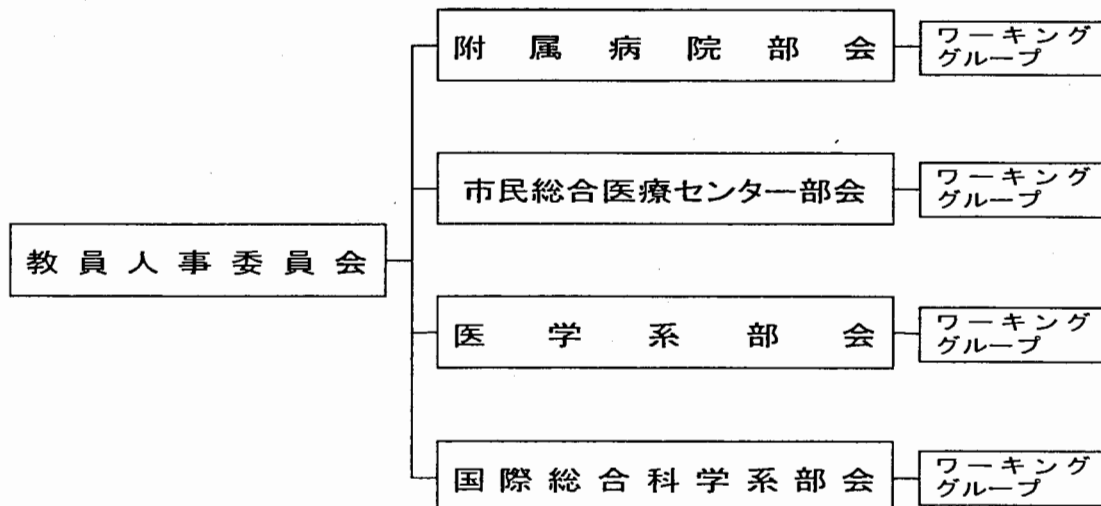 附属病院部会
ワーキング
グループ
市民総合医療センター部会
ワーキング
グループ
教員人事委員会
医学系部会
ワーキング
グループ
国際総合科学系部会
ワーキング
グループ